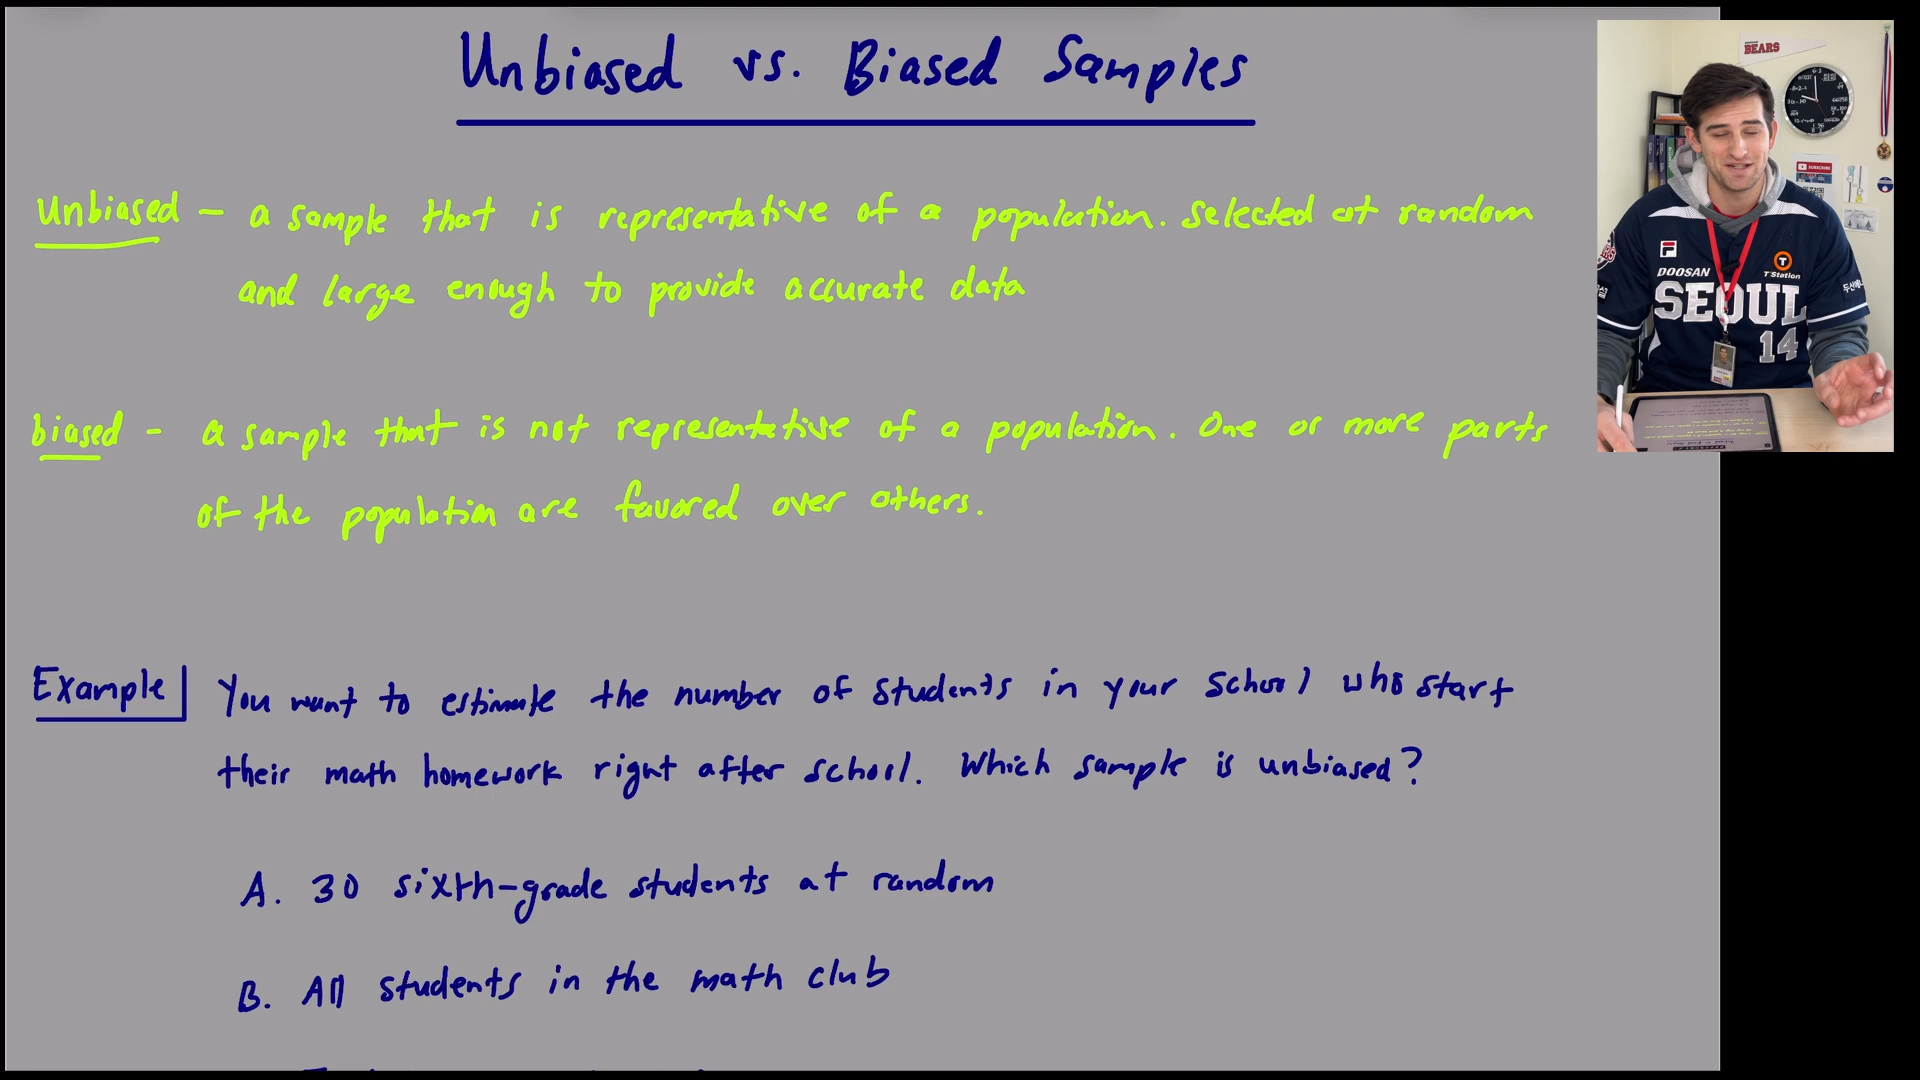 Unbiased vs. Biased Samples
Unbiased - a sample that is representative of a population. Selected at random
and large enough to provide accurate data
biased - a sample that is not representative of a population. One or more parts
of the population are favored over others.
Example You want to estimate the number of students in your school who start
their math homework right after school. Which sample is unbiased?
A. 30 sixth-grade students at random
B. All students in the math club
BEARS
SUBSCRIBE
FILA
DOOSAN
T
T'Station
SEOUL
14